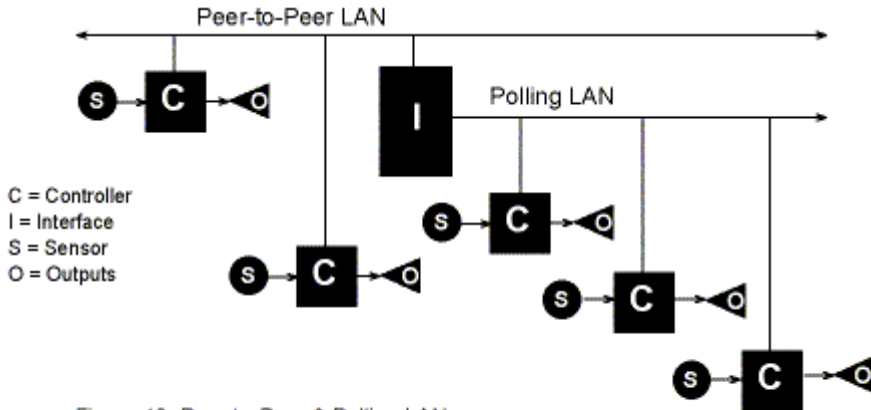 Peer-to-Peer LAN
S C O
I
Polling LAN
C = Controller
I = Interface
S = Sensor
O = Outputs
S C O
S C O
S C O
S C O